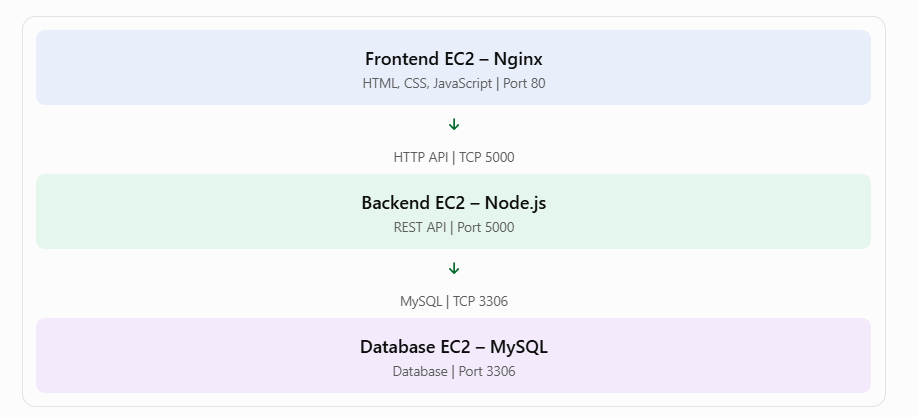 Frontend EC2 – Nginx
HTML, CSS, JavaScript | Port 80
HTTP API | TCP 5000
Backend EC2 – Node.js
REST API | Port 5000
MySQL | TCP 3306
Database EC2 – MySQL
Database | Port 3306